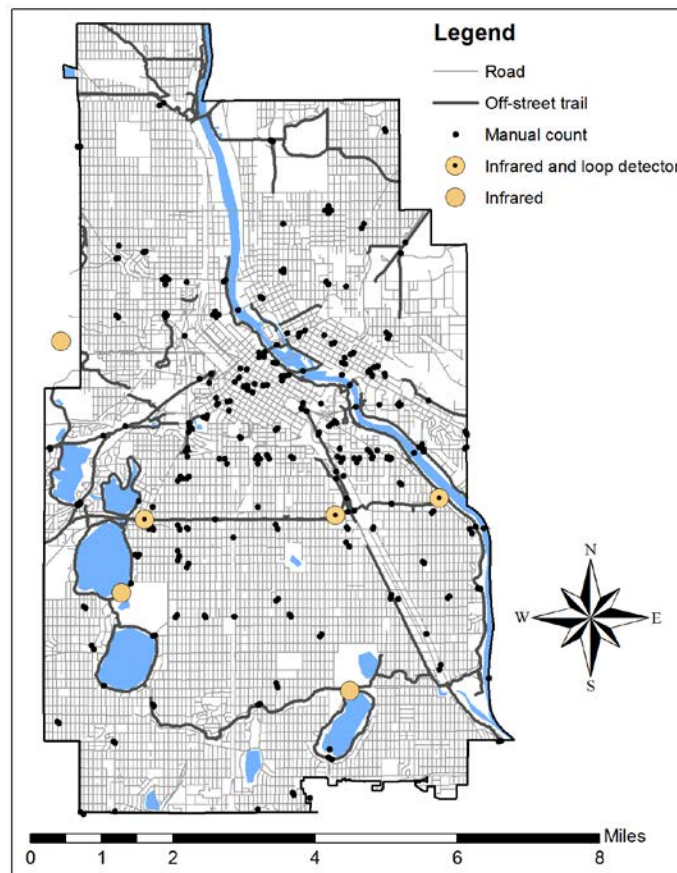 Legend
Road
Off-street trail
Manual count
Infrared and loop detector
Infrared
N
W E
S
Miles
0 1 2 4 6 8